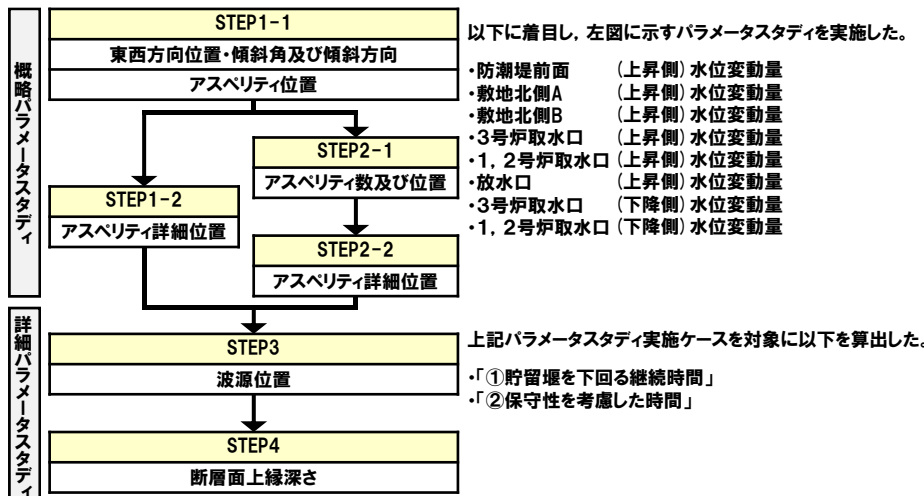 概略パラメータスタディ
STEP1-1
東西方向位置・傾斜角及び傾斜方向
アスペリティ位置
STEP2-1
アスペリティ数及び位置
STEP1-2
アスペリティ詳細位置
STEP2-2
アスペリティ詳細位置
詳細パラメータスタディ
STEP3
波源位置
STEP4
断層面上縁深さ
以下に着目し,左図に示すパラメータスタディを実施した。
・防潮堤前面 (上昇側)水位変動量
・敷地北側A (上昇側)水位変動量
・敷地北側B (上昇側)水位変動量
・3号炉取水口 (上昇側)水位変動量
・1,2号炉取水口 (上昇側)水位変動量
・放水口 (上昇側)水位変動量
・3号炉取水口 (下降側)水位変動量
・1,2号炉取水口 (下降側)水位変動量
上記パラメータスタディ実施ケースを対象に以下を算出した。
・「①貯留堰を下回る継続時間」
・「②保守性を考慮した時間」